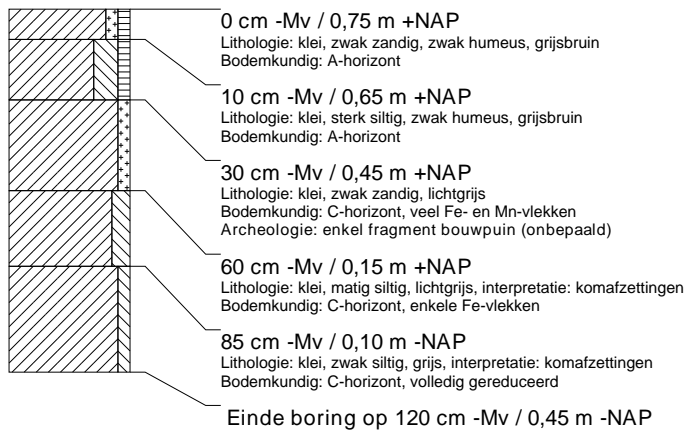 0 cm -Mv / 0,75 m +NAP
Lithologie: klei, zwak zandig, zwak humeus, grijsbruin
Bodemkundig: A-horizont
10 cm -Mv / 0,65 m +NAP
Lithologie: klei, sterk siltig, zwak humeus, grijsbruin
Bodemkundig: A-horizont
30 cm -Mv / 0,45 m +NAP
Lithologie: klei, zwak zandig, lichtgrijs
Bodemkundig: C-horizont, veel Fe- en Mn-vlekken
Archeologie: enkel fragment bouwpuin (onbepaald)
60 cm -Mv / 0,15 m +NAP
Lithologie: klei, matig siltig, lichtgrijs, interpretatie: komafzettingen
Bodemkundig: C-horizont, enkele Fe-vlekken
85 cm -Mv / 0,10 m -NAP
Lithologie: klei, zwak siltig, grijs, interpretatie: komafzettingen
Bodemkundig: C-horizont, volledig gereduceerd
Einde boring op 120 cm -Mv / 0,45 m -NAP